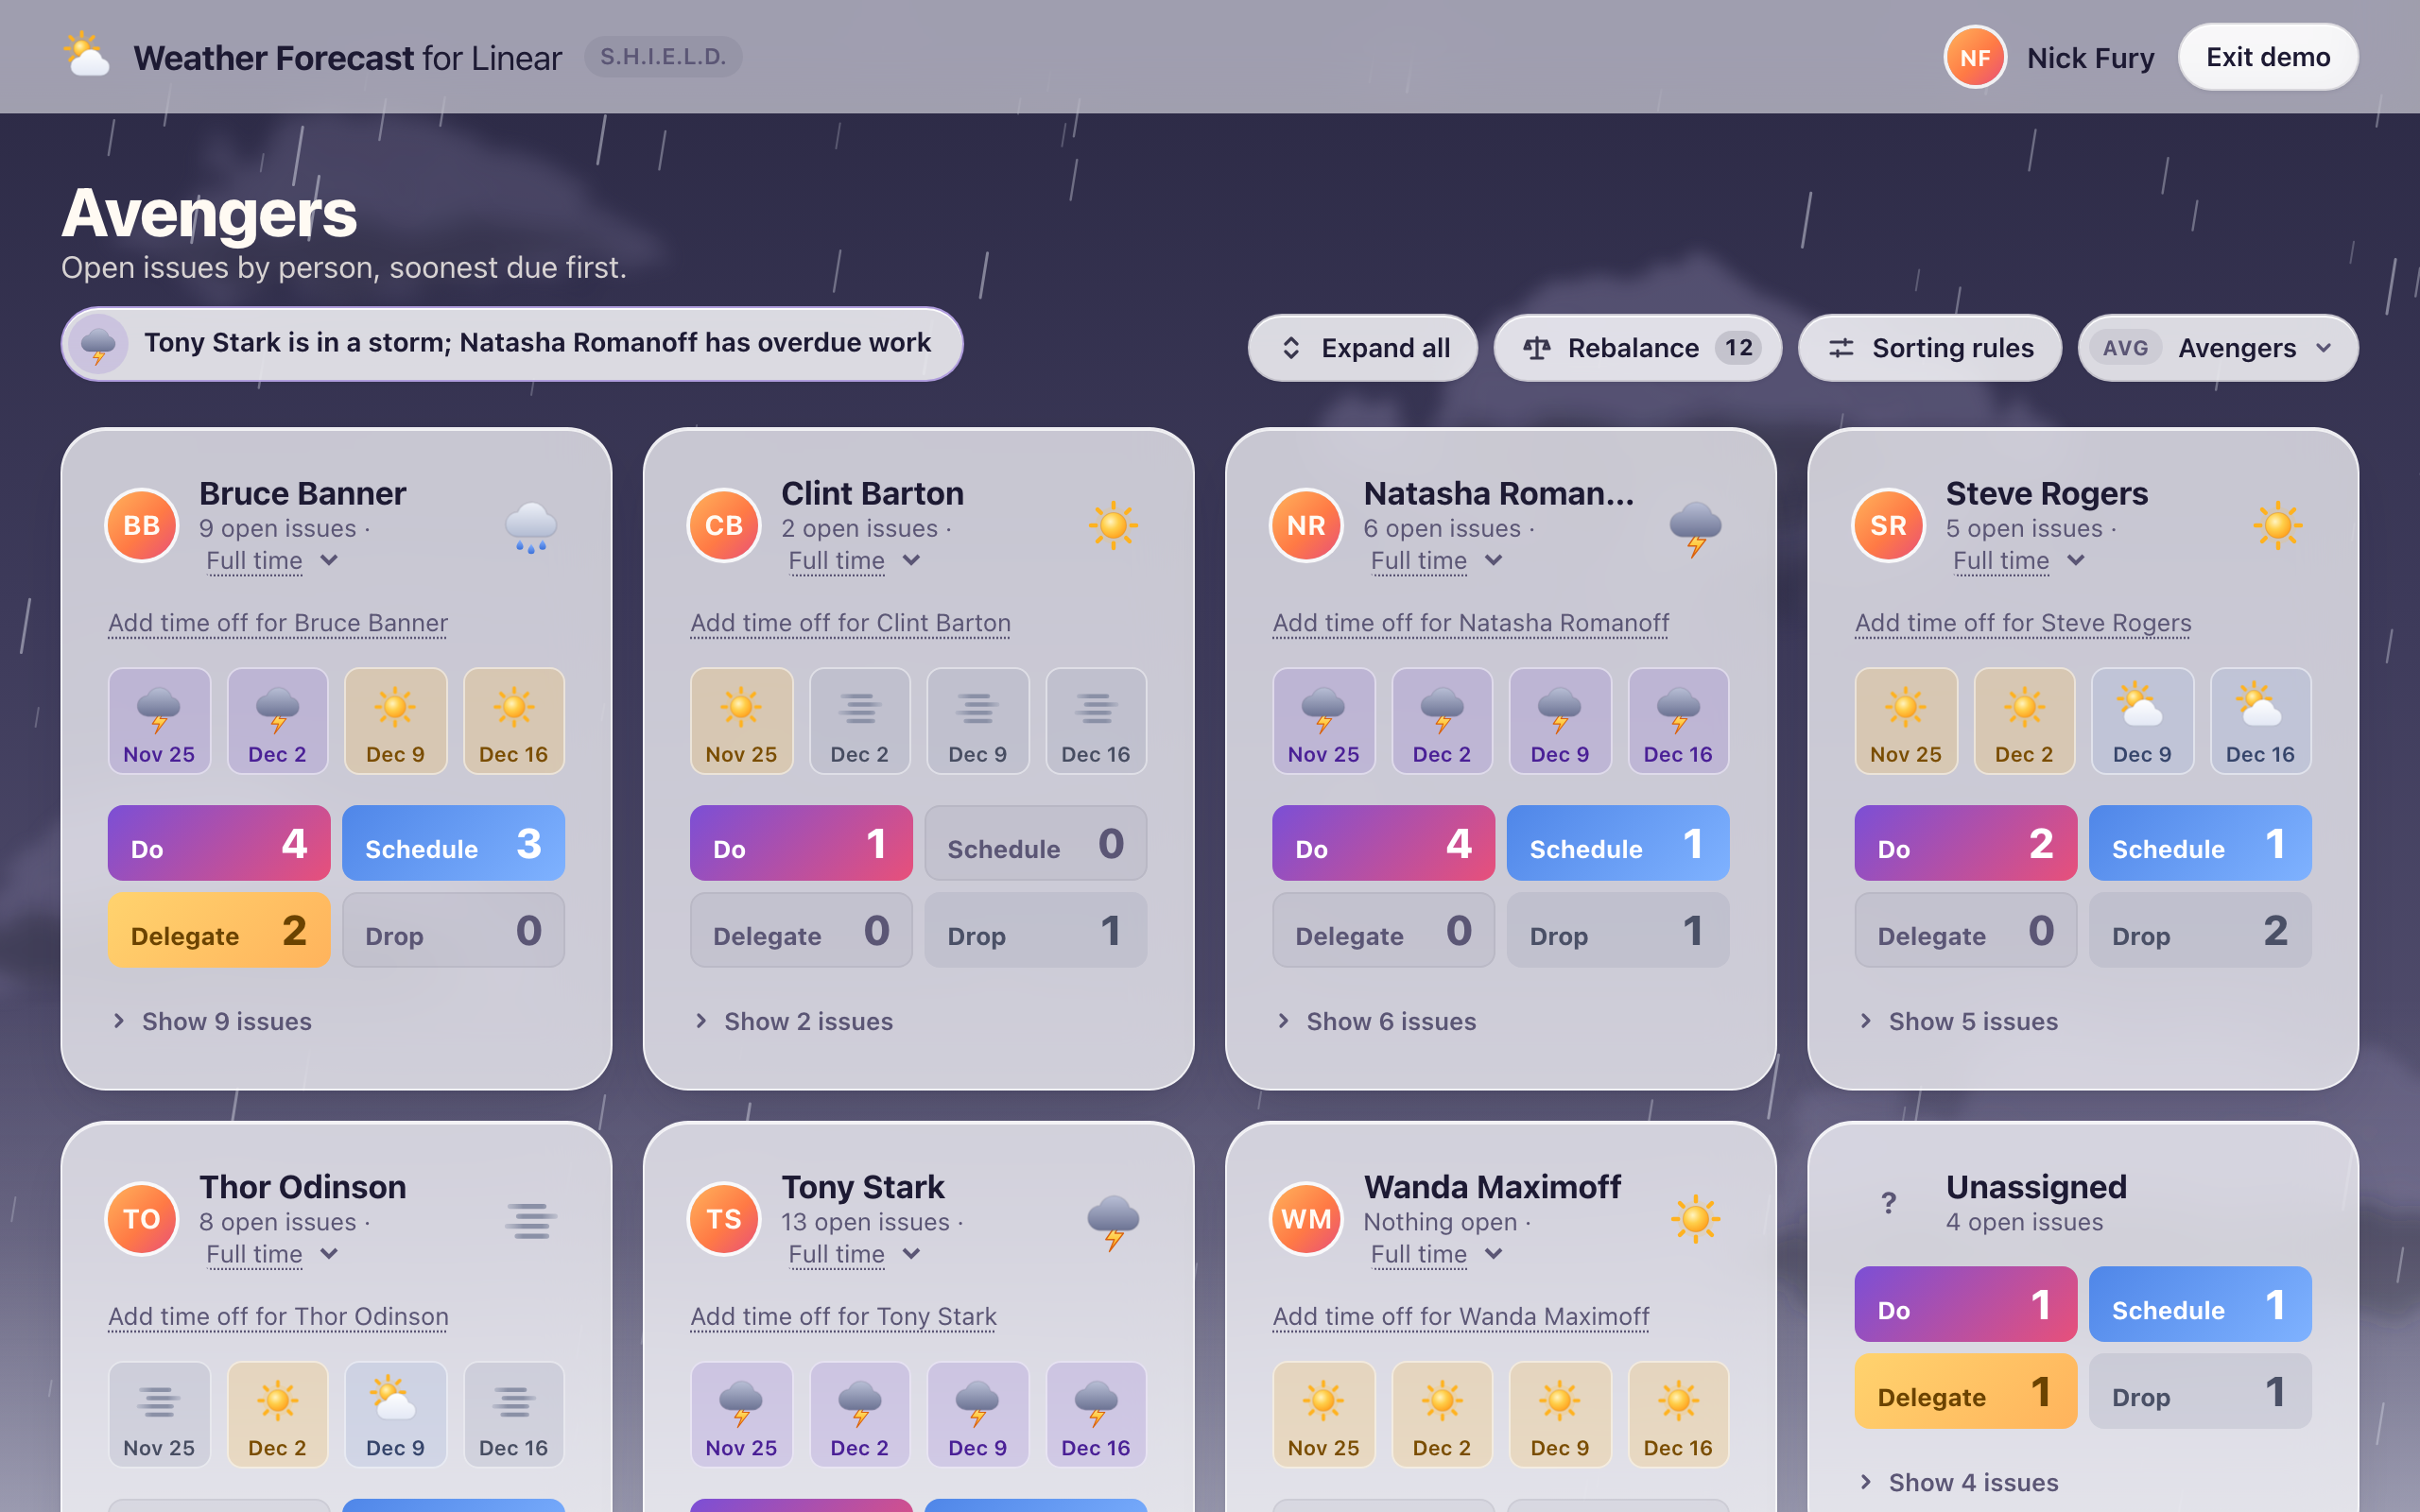 Weather Forecast for Linear
S.H.I.E.L.D.
NF
Nick Fury
Exit demo
Avengers
Open issues by person, soonest due first.
Tony Stark is in a storm; Natasha Romanoff has overdue work
Expand all
Rebalance 12
Sorting rules
AVG Avengers
BB
Bruce Banner
9 open issues ·
Full time
Add time off for Bruce Banner
Nov 25
Dec 2
Dec 9
Dec 16
Do 4
Schedule 3
Delegate 2
Drop 0
Show 9 issues
CB
Clint Barton
2 open issues ·
Full time
Add time off for Clint Barton
Nov 25
Dec 2
Dec 9
Dec 16
Do 1
Schedule 0
Delegate 0
Drop 1
Show 2 issues
NR
Natasha Roman...
6 open issues ·
Full time
Add time off for Natasha Romanoff
Nov 25
Dec 2
Dec 9
Dec 16
Do 4
Schedule 1
Delegate 0
Drop 1
Show 6 issues
SR
Steve Rogers
5 open issues ·
Full time
Add time off for Steve Rogers
Nov 25
Dec 2
Dec 9
Dec 16
Do 2
Schedule 1
Delegate 0
Drop 2
Show 5 issues
TO
Thor Odinson
8 open issues ·
Full time
Add time off for Thor Odinson
Nov 25
Dec 2
Dec 9
Dec 16
TS
Tony Stark
13 open issues ·
Full time
Add time off for Tony Stark
Nov 25
Dec 2
Dec 9
Dec 16
WM
Wanda Maximoff
Nothing open ·
Full time
Add time off for Wanda Maximoff
Nov 25
Dec 2
Dec 9
Dec 16
?
Unassigned
4 open issues
Do 1
Schedule 1
Delegate 1
Drop 1
Show 4 issues